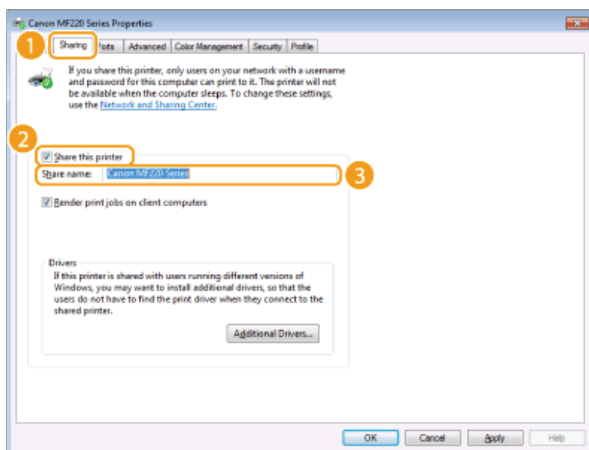 Canon MF220 Series Properties
1
Sharing Ports Advanced Color Management Security Profile
If you share this printer, only users on your network with a username
and password for this computer can print to it. The printer will not
be available when the computer sleeps. To change these settings,
use the Network and Sharing Center.
2
Share this printer
Share name: Canon MF220 Series
3
Render print jobs on client computers
Drivers
If this printer is shared with users running different versions of
Windows, you may want to install additional drivers, so that the
users do not have to find the print driver when they connect to the
shared printer.
Additional Drivers...
OK Cancel Apply Help